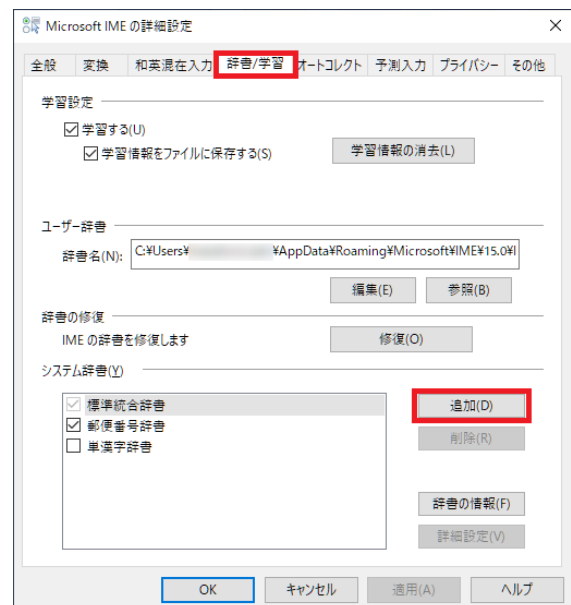 Microsoft IME の詳細設定
全般 変換 和英混在入力 辞書/学習 オートコレクト 予測入力 プライバシー その他
学習設定
学習する(U)
学習情報をファイルに保存する(S) 学習情報の消去(L)
ユーザー辞書
辞書名(N): C:¥Users¥ ¥AppData¥Roaming¥Microsoft¥IME¥15.0¥I
編集(E) 参照(B)
辞書の修復
IME の辞書を修復します 修復(O)
システム辞書(Y)
標準統合辞書 追加(D)
郵便番号辞書
単漢字辞書 削除(R)
辞書の情報(F)
詳細設定(V)
OK キャンセル 適用(A) ヘルプ